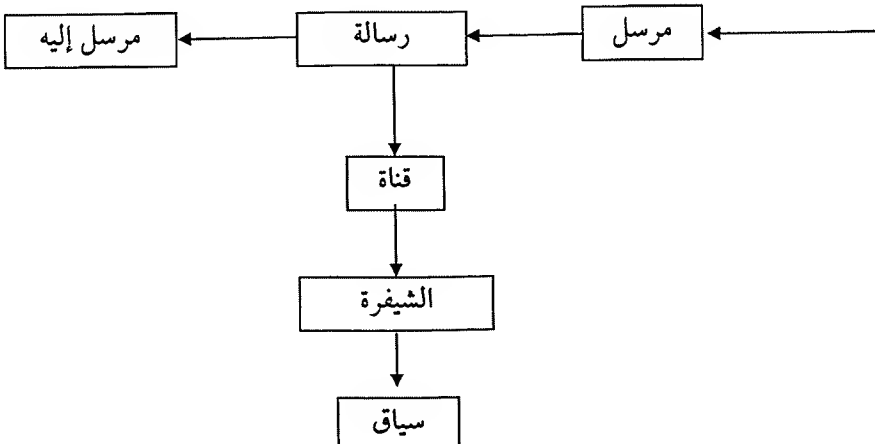 مرسل
رسالة
مرسل إليه
قناة
الشيفرة
سياق